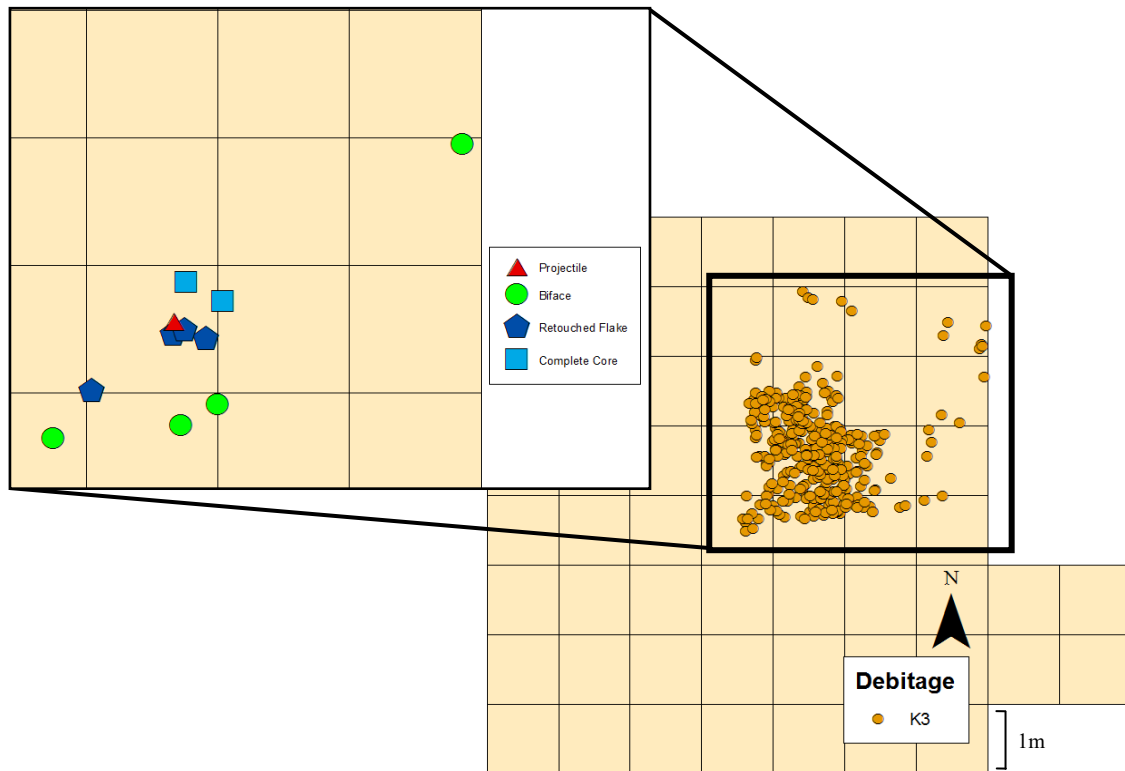 Projectile
Biface
Retouched Flake
Complete Core
N
Debitage
K3
1m